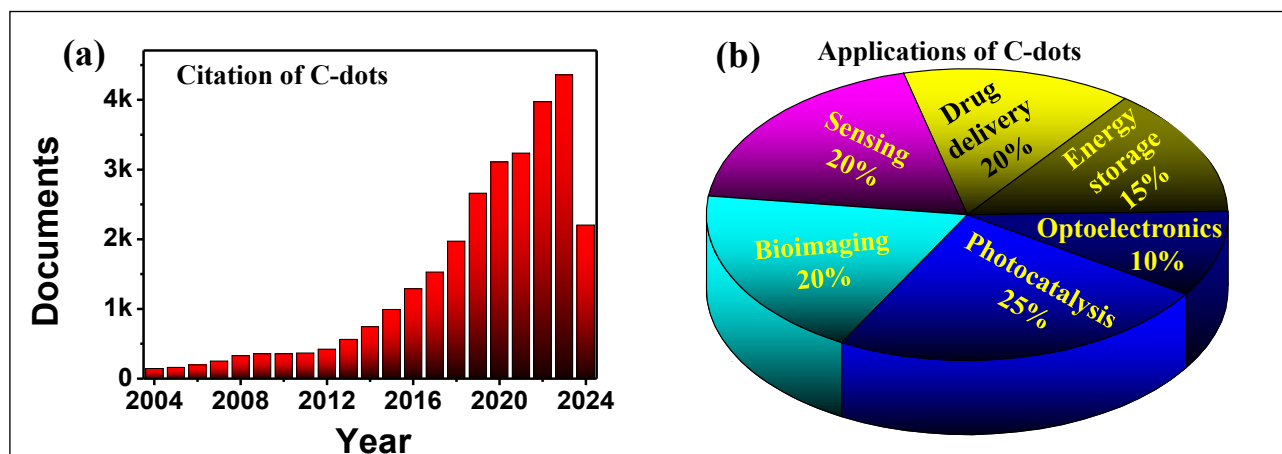 (a)
Citation of C-dots
4k
3k
2k
1k
0
Documents
2004 2008 2012 2016 2020 2024
Year
(b)
Applications of C-dots
Sensing
20%
Drug
delivery
20%
Energy
storage
15%
Optoelectronics
10%
Photocatalysis
25%
Bioimaging
20%